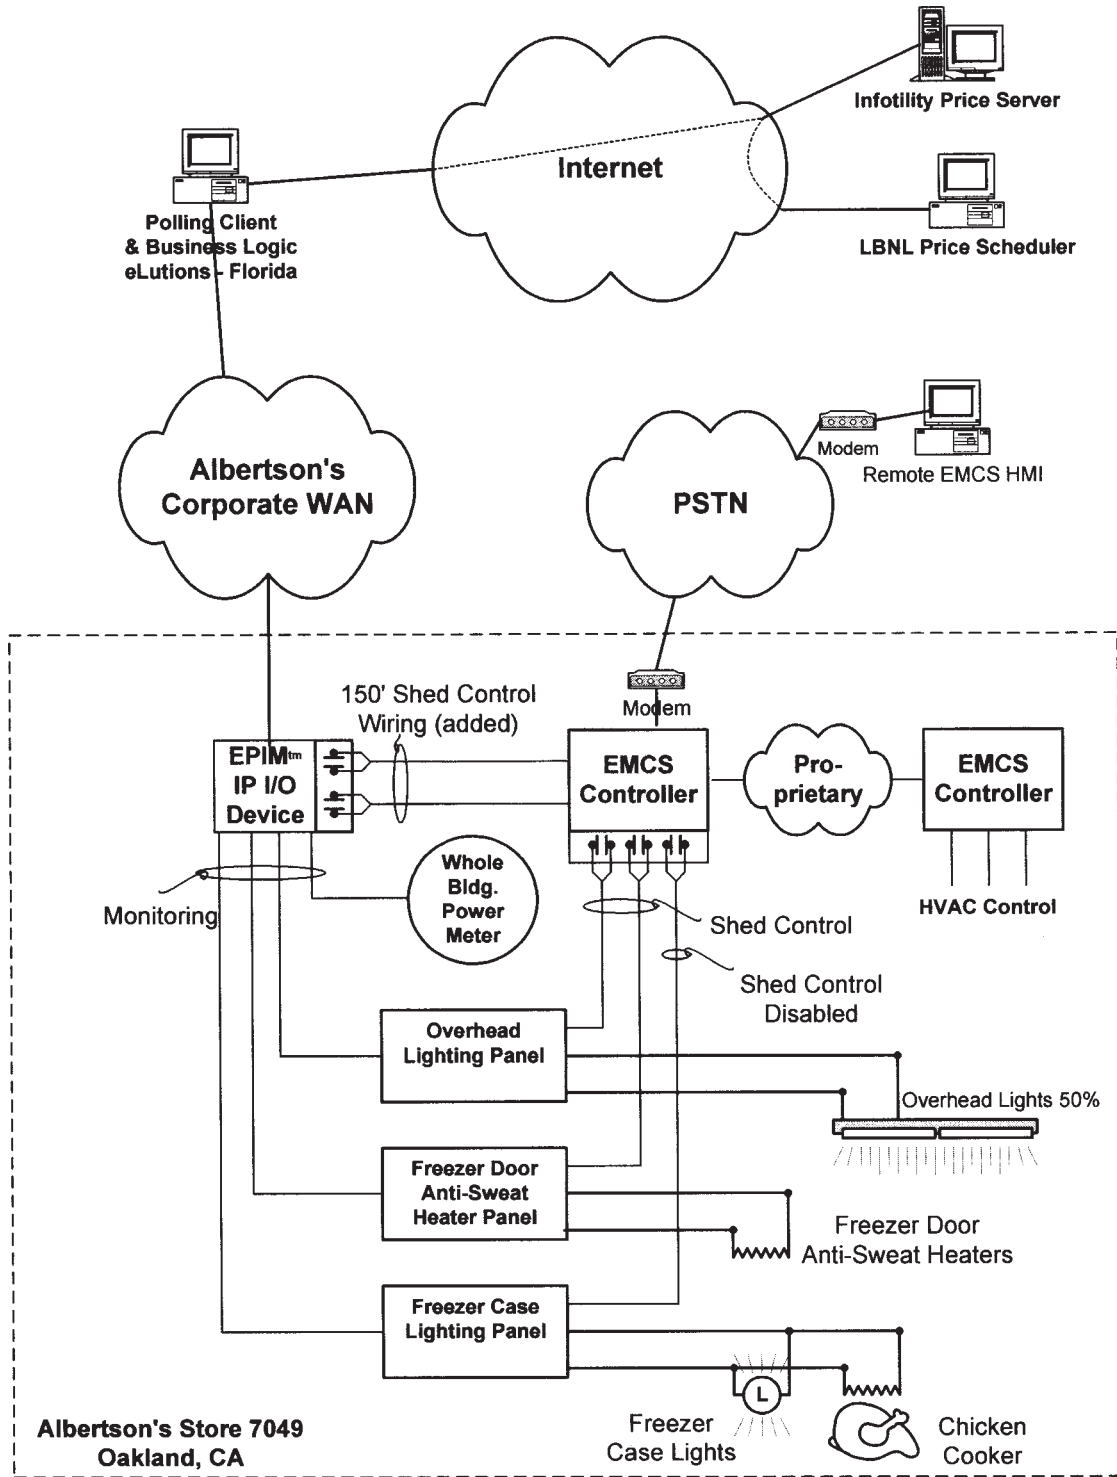 Infotility Price Server
Internet
Polling Client
& Business Logic
eLutions - Florida
LBNL Price Scheduler
Albertson's
Corporate WAN
PSTN
Modem
Remote EMCS HMI
150' Shed Control
Wiring (added)
Modem
EPIM™
IP I/O
Device
EMCS
Controller
Pro-
prietary
EMCS
Controller
Monitoring
Whole
Bldg.
Power
Meter
Shed Control
HVAC Control
Shed Control
Disabled
Overhead
Lighting Panel
Overhead Lights 50%
Freezer Door
Anti-Sweat
Heater Panel
Freezer Door
Anti-Sweat Heaters
Freezer Case
Lighting Panel
L
Freezer
Case Lights
Chicken
Cooker
Albertson's Store 7049
Oakland, CA